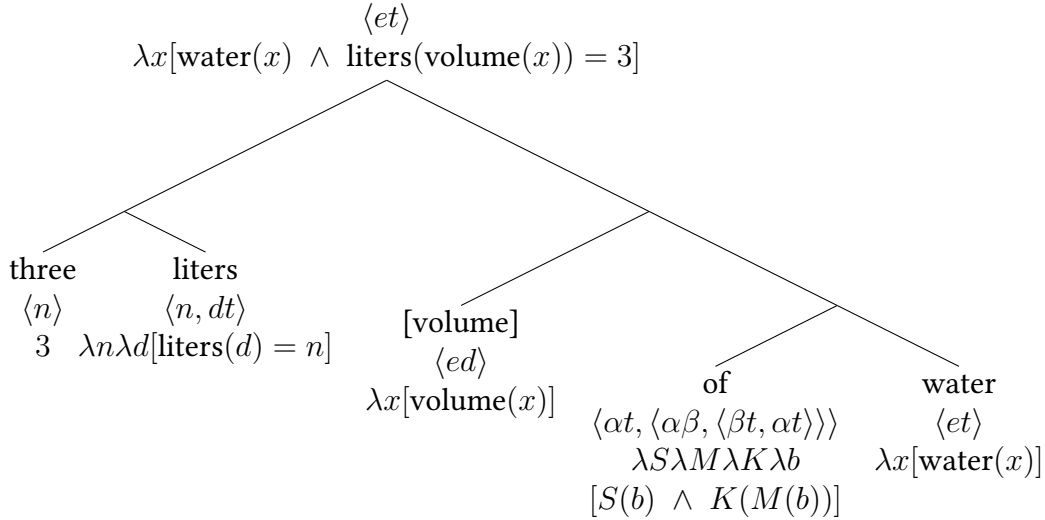 ⟨et⟩
λx[water(x) ∧ liters(volume(x)) = 3]
three
⟨n⟩
3
liters
⟨n, dt⟩
λnλd[liters(d) = n]
[volume]
⟨ed⟩
λx[volume(x)]
of
⟨αt, ⟨αβ, ⟨βt, αt⟩⟩⟩
λSλMλKλb
[S(b) ∧ K(M(b))]
water
⟨et⟩
λx[water(x)]